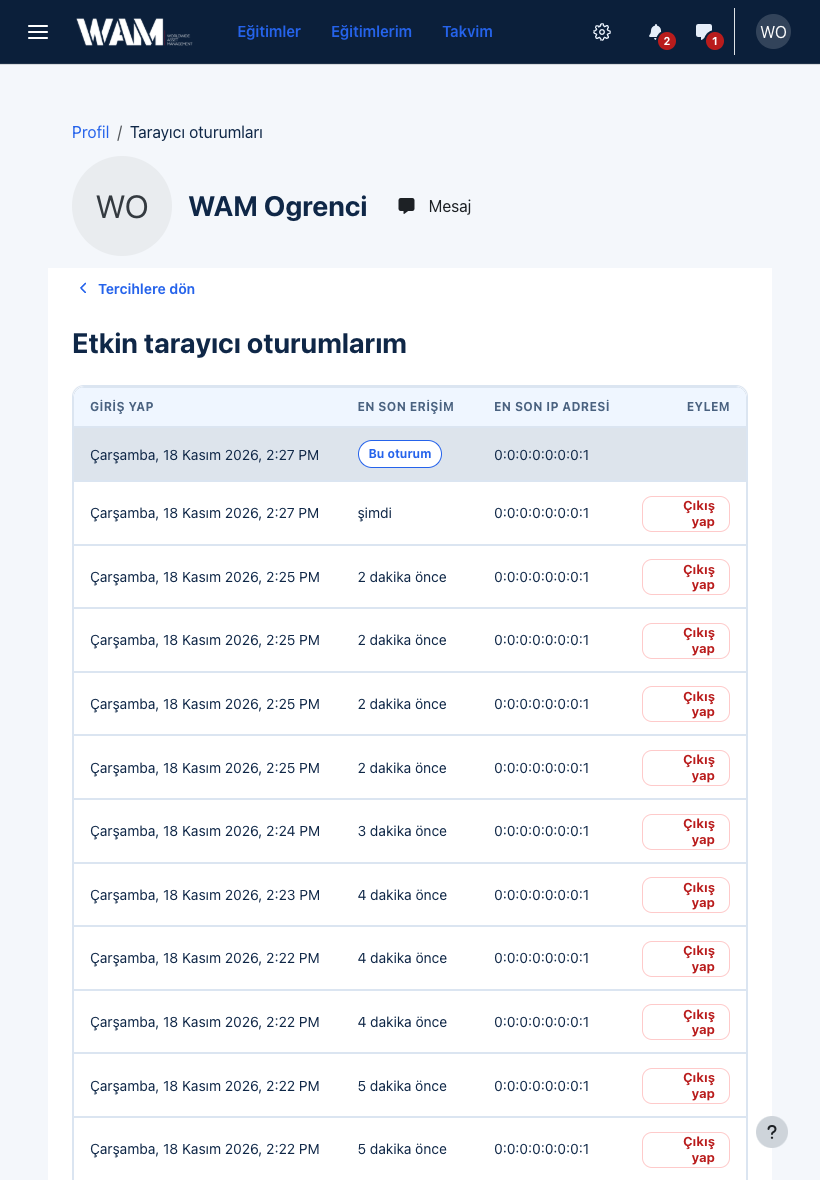 WAM
WORLDWIDE
ASSET
MANAGEMENT
Eğitimler
Eğitimlerim
Takvim
2
1
WO
Profil / Tarayıcı oturumları
WO
WAM Ogrenci
Mesaj
Tercihlere dön
Etkin tarayıcı oturumlarım
GİRİŞ YAP EN SON ERİŞİM EN SON IP ADRESİ EYLEM
Çarşamba, 18 Kasım 2026, 2:27 PM Bu oturum 0:0:0:0:0:0:0:1
Çarşamba, 18 Kasım 2026, 2:27 PM şimdi 0:0:0:0:0:0:0:1 Çıkış
yap
Çarşamba, 18 Kasım 2026, 2:25 PM 2 dakika önce 0:0:0:0:0:0:0:1 Çıkış
yap
Çarşamba, 18 Kasım 2026, 2:25 PM 2 dakika önce 0:0:0:0:0:0:0:1 Çıkış
yap
Çarşamba, 18 Kasım 2026, 2:25 PM 2 dakika önce 0:0:0:0:0:0:0:1 Çıkış
yap
Çarşamba, 18 Kasım 2026, 2:25 PM 2 dakika önce 0:0:0:0:0:0:0:1 Çıkış
yap
Çarşamba, 18 Kasım 2026, 2:24 PM 3 dakika önce 0:0:0:0:0:0:0:1 Çıkış
yap
Çarşamba, 18 Kasım 2026, 2:23 PM 4 dakika önce 0:0:0:0:0:0:0:1 Çıkış
yap
Çarşamba, 18 Kasım 2026, 2:22 PM 4 dakika önce 0:0:0:0:0:0:0:1 Çıkış
yap
Çarşamba, 18 Kasım 2026, 2:22 PM 4 dakika önce 0:0:0:0:0:0:0:1 Çıkış
yap
Çarşamba, 18 Kasım 2026, 2:22 PM 5 dakika önce 0:0:0:0:0:0:0:1 Çıkış
yap
Çarşamba, 18 Kasım 2026, 2:22 PM 5 dakika önce 0:0:0:0:0:0:0:1 Çıkış
yap
?